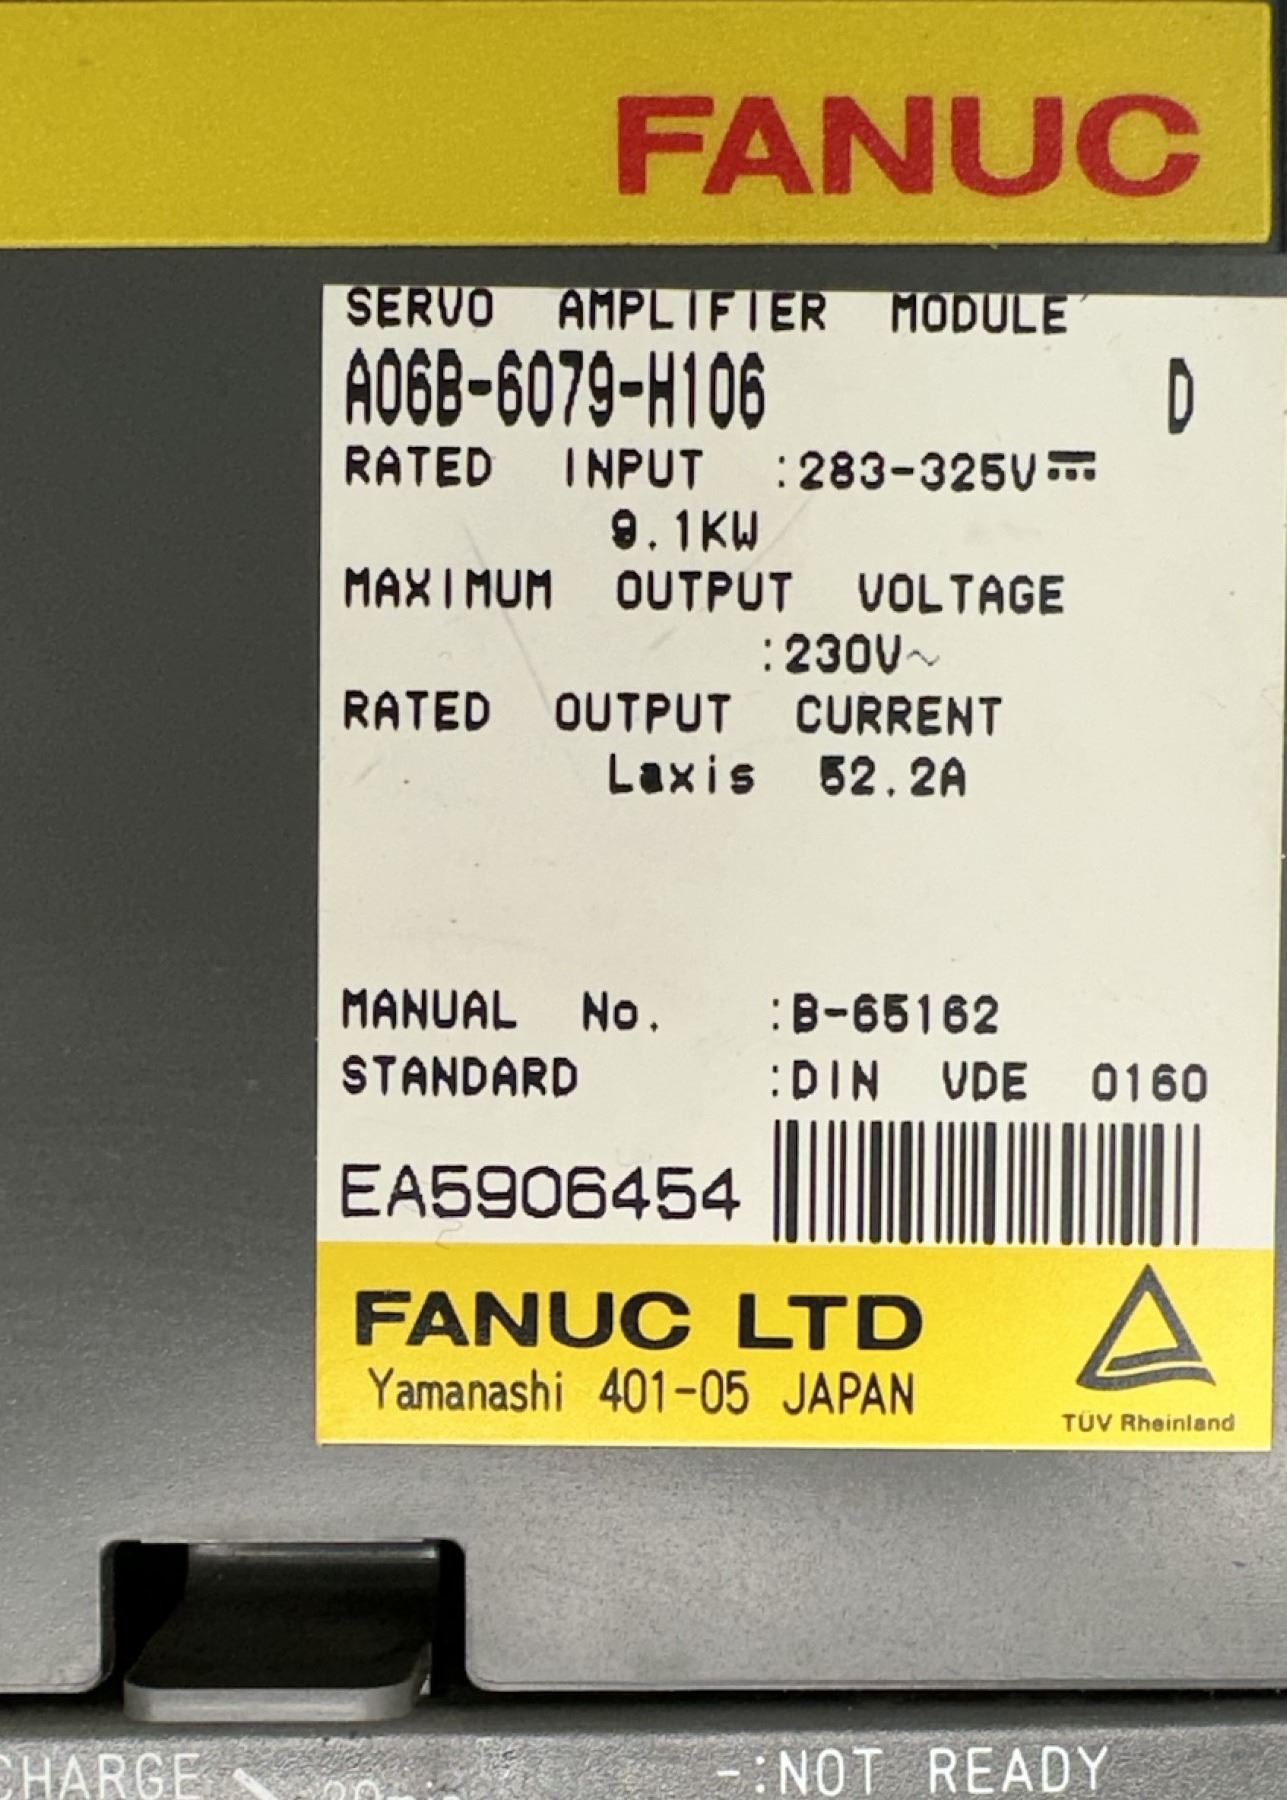 FANUC
SERVO AMPLIFIER MODULE
A06B-6079-H106 D
RATED INPUT :283-325V⎓
9.1KW
MAXIMUM OUTPUT VOLTAGE
:230V~
RATED OUTPUT CURRENT
Laxis 52.2A
MANUAL No. :B-65162
STANDARD :DIN VDE 0160
EA5906454
FANUC LTD
Yamanashi 401-05 JAPAN
TÜV Rheinland
CHARGE -:NOT READY